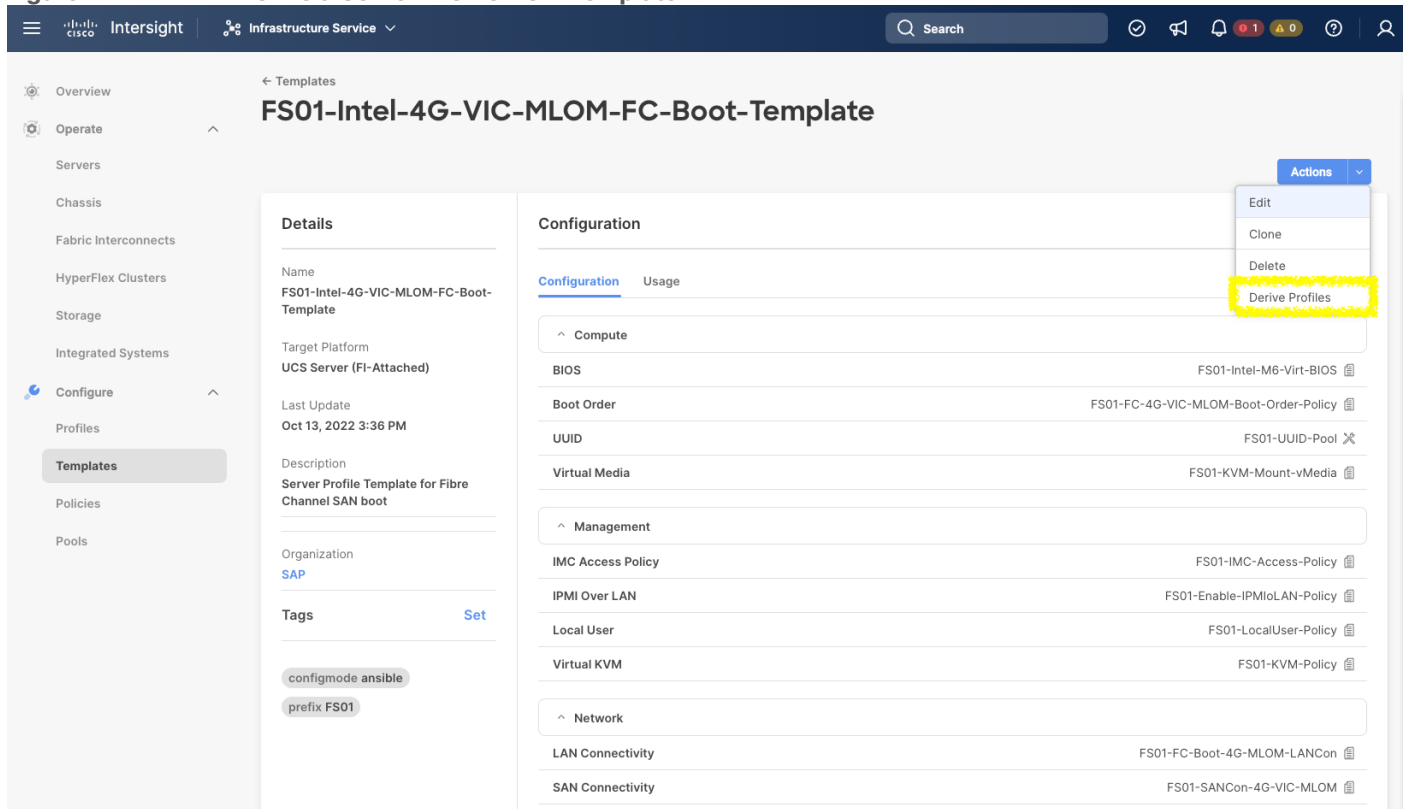 Intersight
cisco
Infrastructure Service
Search
1
0
Overview
Operate
Servers
Chassis
Fabric Interconnects
HyperFlex Clusters
Storage
Integrated Systems
Configure
Profiles
Templates
Policies
Pools
← Templates
FS01-Intel-4G-VIC-MLOM-FC-Boot-Template
Actions
Edit
Clone
Delete
Derive Profiles
Details
Name
FS01-Intel-4G-VIC-MLOM-FC-Boot-
Template
Target Platform
UCS Server (FI-Attached)
Last Update
Oct 13, 2022 3:36 PM
Description
Server Profile Template for Fibre
Channel SAN boot
Organization
SAP
Tags Set
configmode ansible
prefix FS01
Configuration
Configuration Usage
Compute
BIOS FS01-Intel-M6-Virt-BIOS
Boot Order FS01-FC-4G-VIC-MLOM-Boot-Order-Policy
UUID FS01-UUID-Pool
Virtual Media FS01-KVM-Mount-vMedia
Management
IMC Access Policy FS01-IMC-Access-Policy
IPMI Over LAN FS01-Enable-IPMIoLAN-Policy
Local User FS01-LocalUser-Policy
Virtual KVM FS01-KVM-Policy
Network
LAN Connectivity FS01-FC-Boot-4G-MLOM-LANCon
SAN Connectivity FS01-SANCon-4G-VIC-MLOM